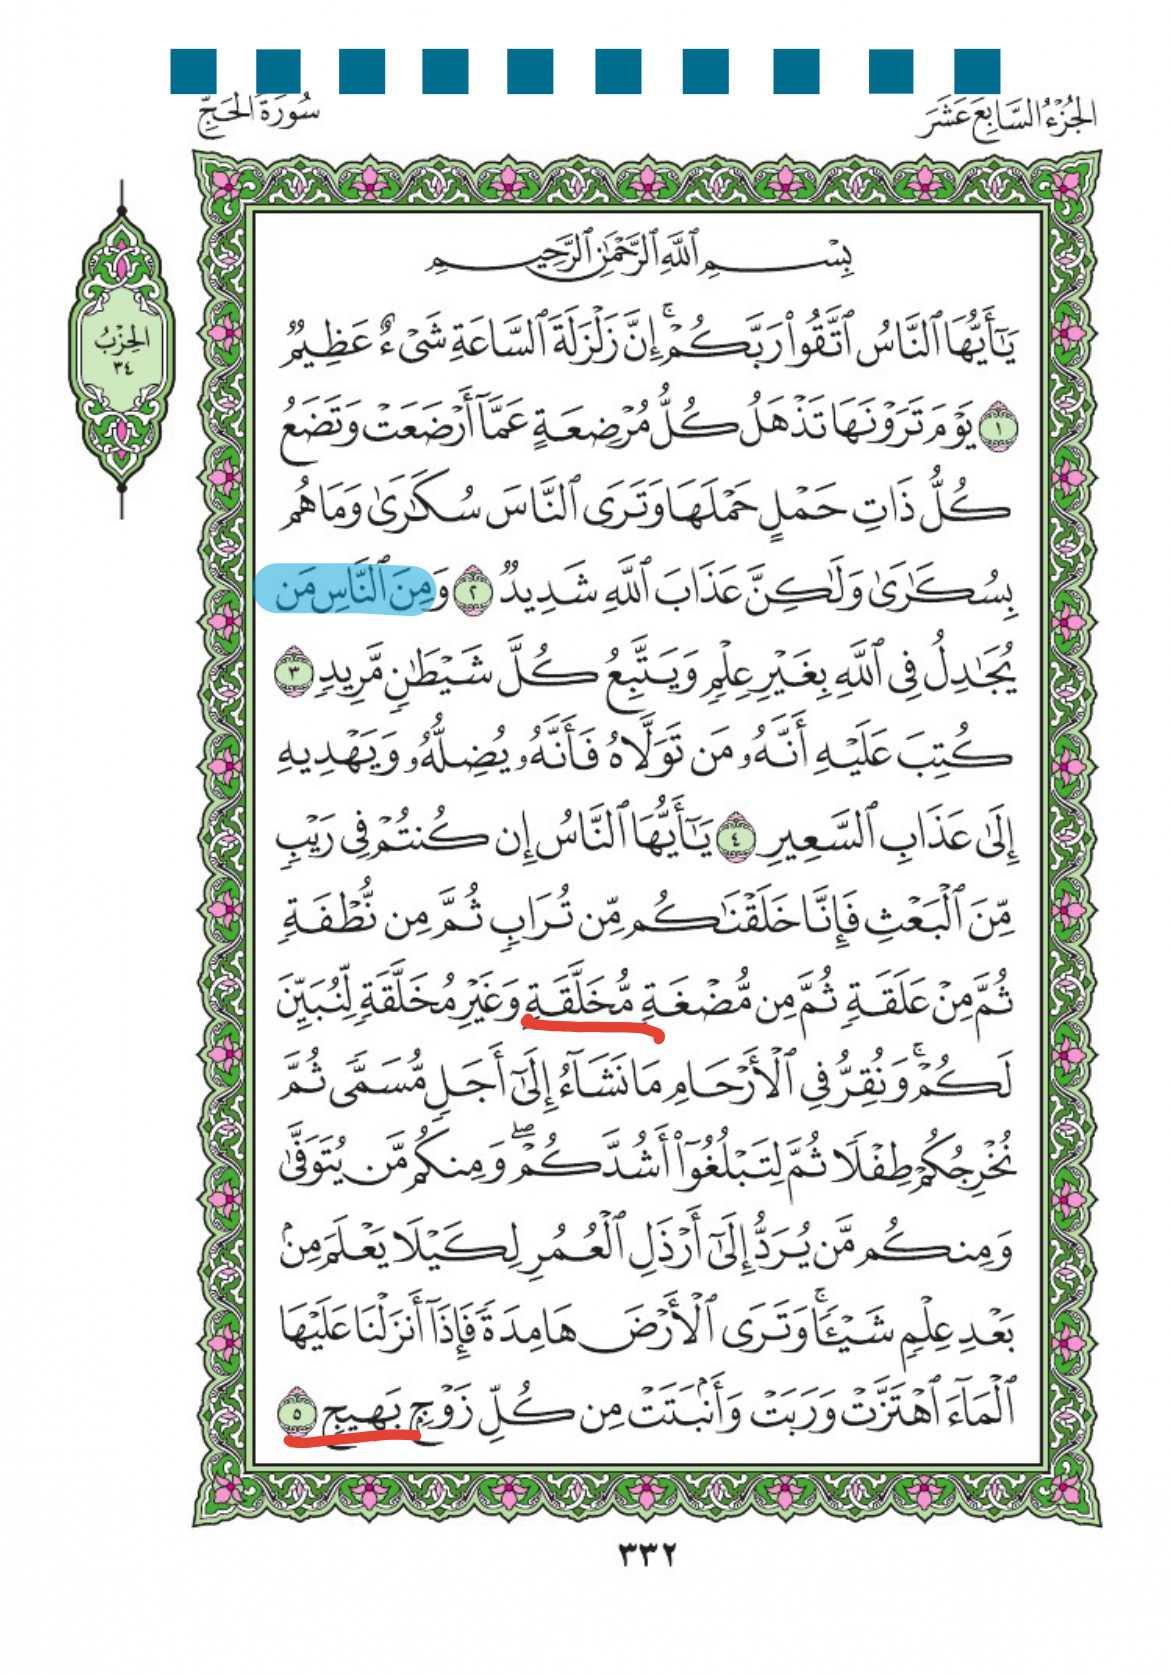 الجُزْءُ السَّابِعَ عَشَرَ
سُورَةُ الحَجِّ
الحِزْبُ
٣٤
بِسْمِ ٱللَّهِ ٱلرَّحْمَٰنِ ٱلرَّحِيمِ
يَٰٓأَيُّهَا ٱلنَّاسُ ٱتَّقُوا۟ رَبَّكُمْ ۚ إِنَّ زَلْزَلَةَ ٱلسَّاعَةِ شَىْءٌ عَظِيمٌ
١ يَوْمَ تَرَوْنَهَا تَذْهَلُ كُلُّ مُرْضِعَةٍ عَمَّآ أَرْضَعَتْ وَتَضَعُ
كُلُّ ذَاتِ حَمْلٍ حَمْلَهَا وَتَرَى ٱلنَّاسَ سُكَٰرَىٰ وَمَا هُم
بِسُكَٰرَىٰ وَلَٰكِنَّ عَذَابَ ٱللَّهِ شَدِيدٌ ٢ وَمِنَ ٱلنَّاسِ مَن
يُجَٰدِلُ فِى ٱللَّهِ بِغَيْرِ عِلْمٍ وَيَتَّبِعُ كُلَّ شَيْطَٰنٍ مَّرِيدٍ ٣
كُتِبَ عَلَيْهِ أَنَّهُۥ مَن تَوَلَّاهُ فَأَنَّهُۥ يُضِلُّهُۥ وَيَهْدِيهِ
إِلَىٰ عَذَابِ ٱلسَّعِيرِ ٤ يَٰٓأَيُّهَا ٱلنَّاسُ إِن كُنتُمْ فِى رَيْبٍ
مِّنَ ٱلْبَعْثِ فَإِنَّا خَلَقْنَٰكُم مِّن تُرَابٍ ثُمَّ مِن نُّطْفَةٍ
ثُمَّ مِنْ عَلَقَةٍ ثُمَّ مِن مُّضْغَةٍ مُّخَلَّقَةٍ وَغَيْرِ مُخَلَّقَةٍ لِّنُبَيِّنَ
لَكُمْ ۚ وَنُقِرُّ فِى ٱلْأَرْحَامِ مَا نَشَآءُ إِلَىٰٓ أَجَلٍ مُّسَمًّى ثُمَّ
نُخْرِجُكُمْ طِفْلًا ثُمَّ لِتَبْلُغُوٓا۟ أَشُدَّكُمْ ۖ وَمِنكُم مَّن يُتَوَفَّىٰ
وَمِنكُم مَّن يُرَدُّ إِلَىٰٓ أَرْذَلِ ٱلْعُمُرِ لِكَيْلَا يَعْلَمَ مِنۢ
بَعْدِ عِلْمٍ شَيْـًٔا ۚ وَتَرَى ٱلْأَرْضَ هَامِدَةً فَإِذَآ أَنزَلْنَا عَلَيْهَا
ٱلْمَآءَ ٱهْتَزَّتْ وَرَبَتْ وَأَنۢبَتَتْ مِن كُلِّ زَوْجٍۭ بَهِيجٍ ٥
٣٣٢